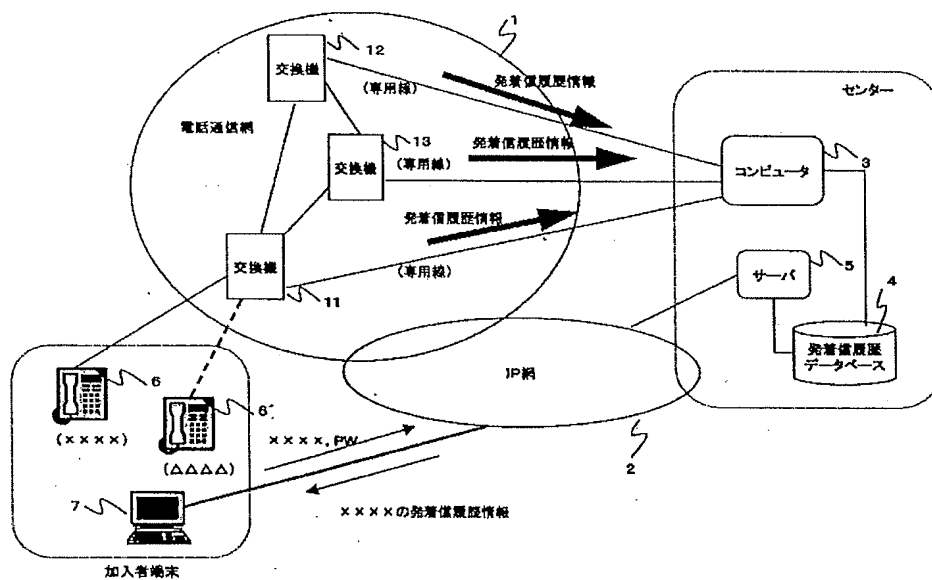 1
12
交換機
(専用線)
発着信履歴情報
センター
電話通信網
13
交換機
(専用線)
発着信履歴情報
コンピュータ
3
発着信履歴情報
交換機
(専用線)
11
サーバ
5
4
発着信履歴
データベース
IP網
2
6
(××××)
6'
(△△△△)
××××,PW
7
××××の発着信履歴情報
加入者端末